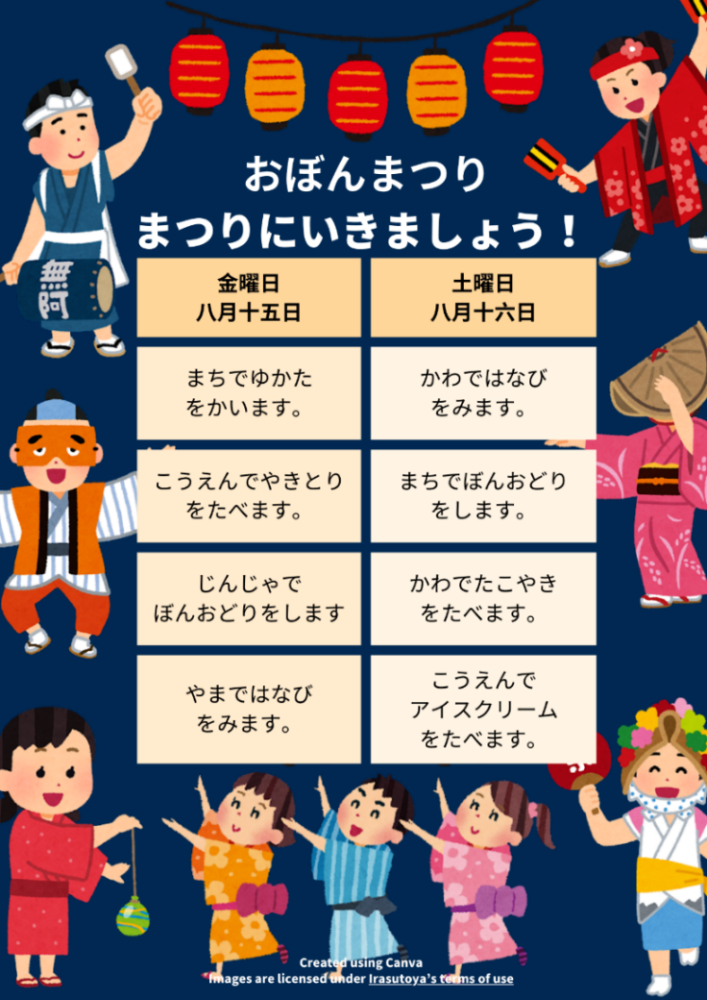 おぼんまつり
まつりにいきましょう！
金曜日
八月十五日
土曜日
八月十六日
まちでゆかた
をかいます。
かわではなび
をみます。
こうえんでやきとり
をたべます。
まちでぼんおどり
をします。
じんじゃで
ぼんおどりをします
かわでたこやき
をたべます。
やまではなび
をみます。
こうえんで
アイスクリーム
をたべます。
無
阿
Created using Canva
Images are licensed under Irasutoya's terms of use